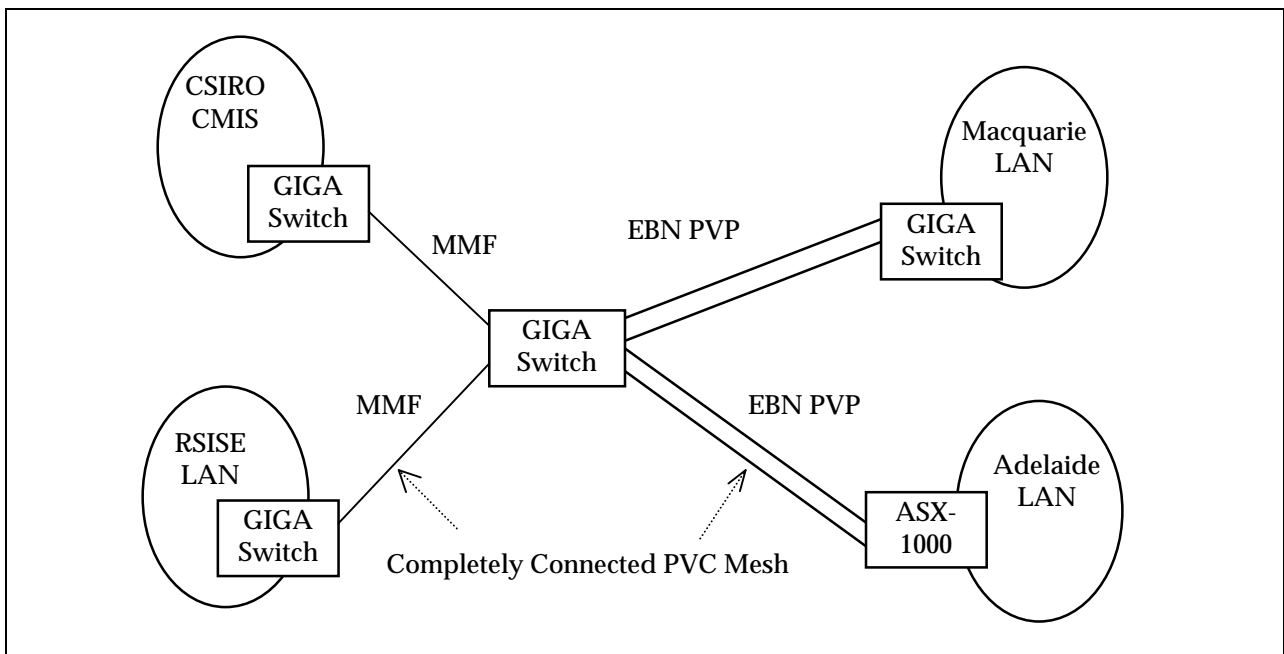 CSIRO
CMIS
GIGA
Switch
MMF
EBN PVP
Macquarie
LAN
GIGA
Switch
GIGA
Switch
MMF
EBN PVP
RSISE
LAN
GIGA
Switch
Adelaide
LAN
ASX-
1000
Completely Connected PVC Mesh